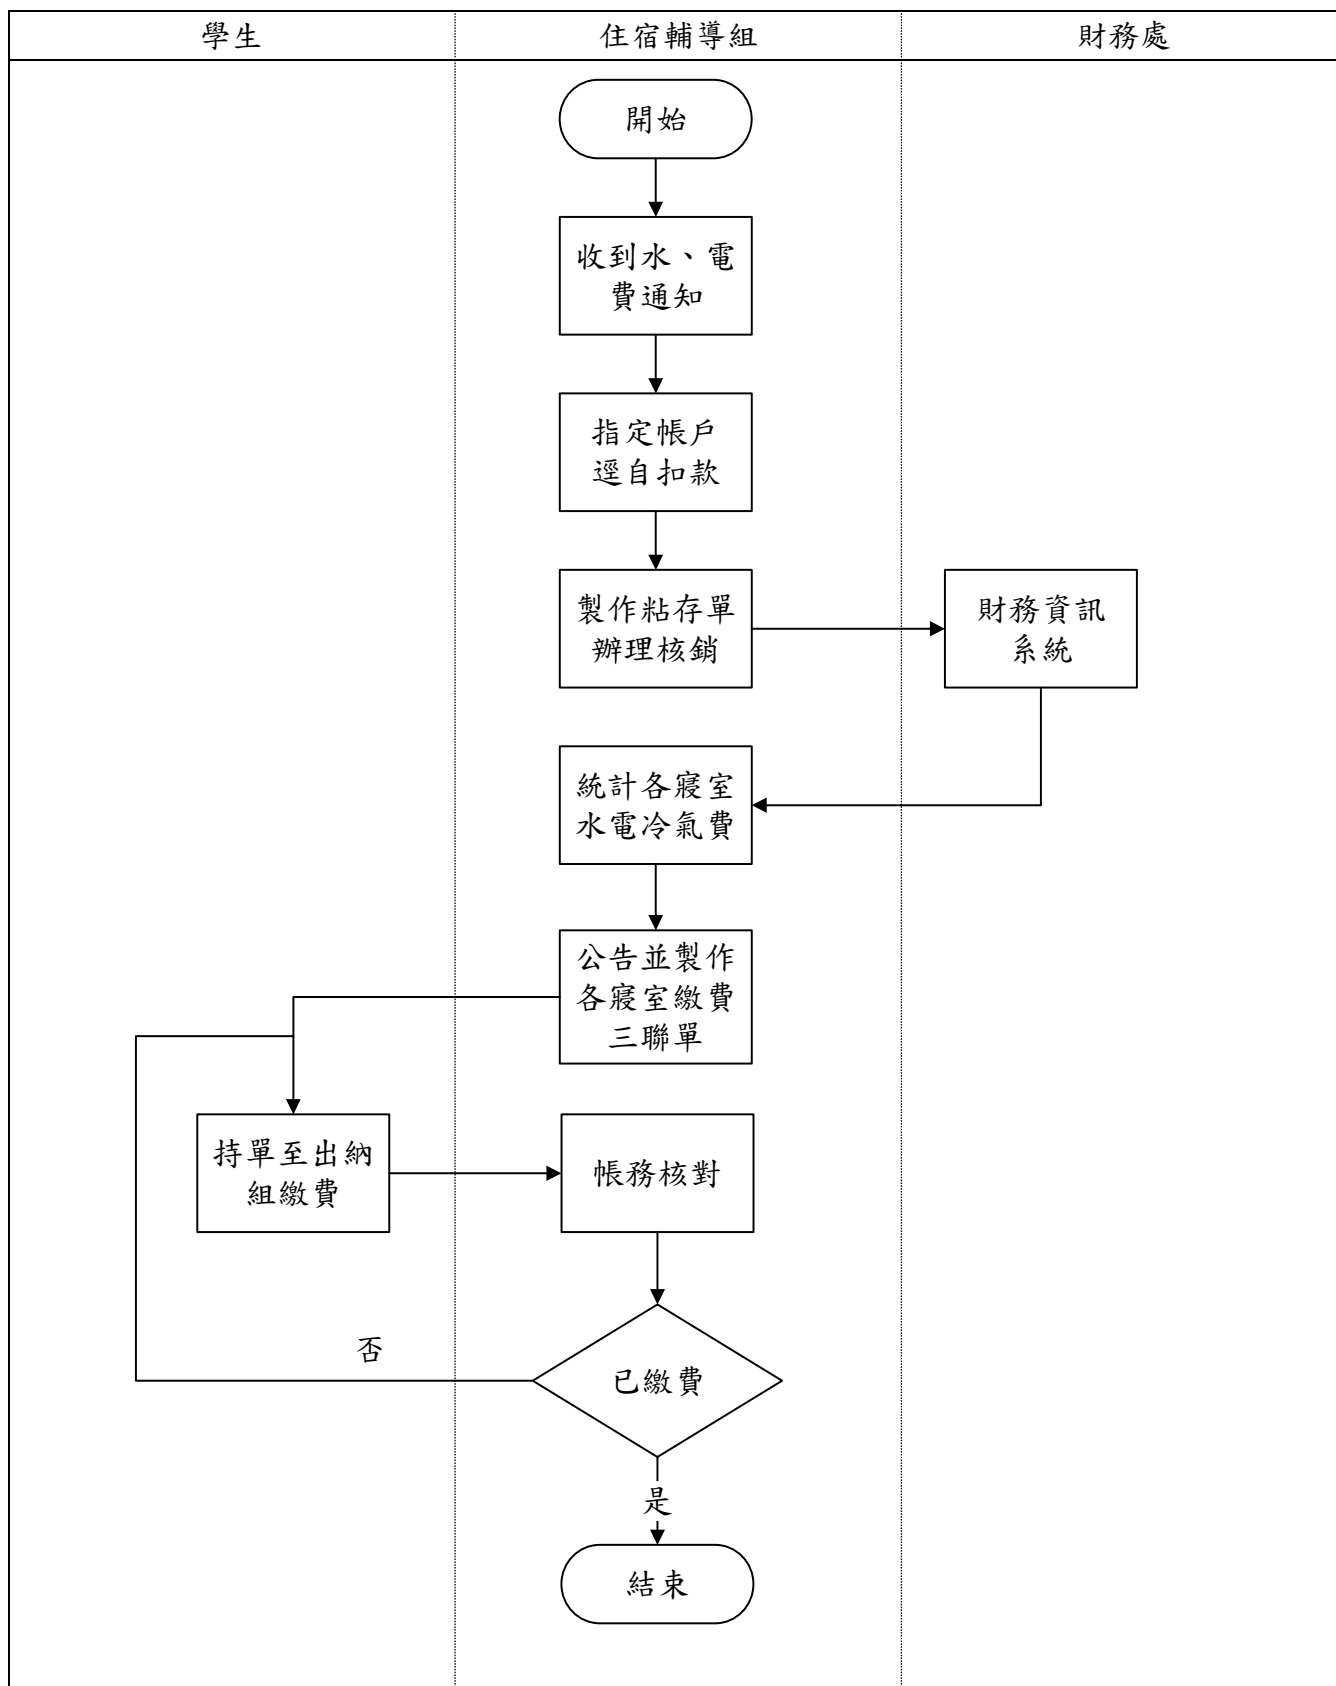 學生
住宿輔導組
財務處
開始
收到水、電
費通知
指定帳戶
逕自扣款
製作粘存單
辦理核銷
財務資訊
系統
統計各寢室
水電冷氣費
公告並製作
各寢室繳費
三聯單
持單至出納
組繳費
帳務核對
否
已繳費
是
結束